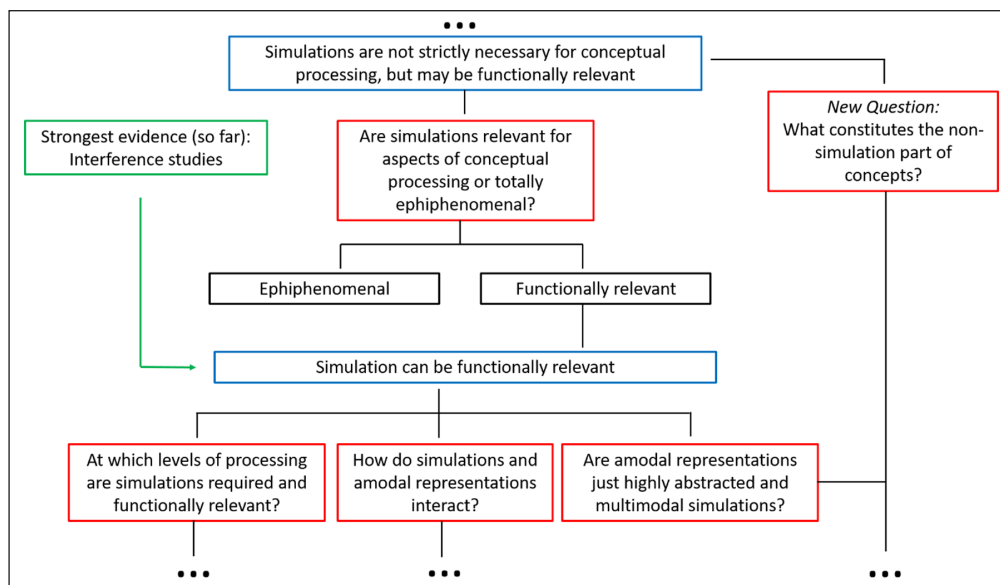 ...
Simulations are not strictly necessary for conceptual
processing, but may be functionally relevant
New Question:
What constitutes the non-
simulation part of
concepts?
Strongest evidence (so far):
Interference studies
Are simulations relevant for
aspects of conceptual
processing or totally
ephiphenomenal?
Ephiphenomenal
Functionally relevant
Simulation can be functionally relevant
At which levels of processing
are simulations required and
functionally relevant?
How do simulations and
amodal representations
interact?
Are amodal representations
just highly abstracted and
multimodal simulations?
...
...
...